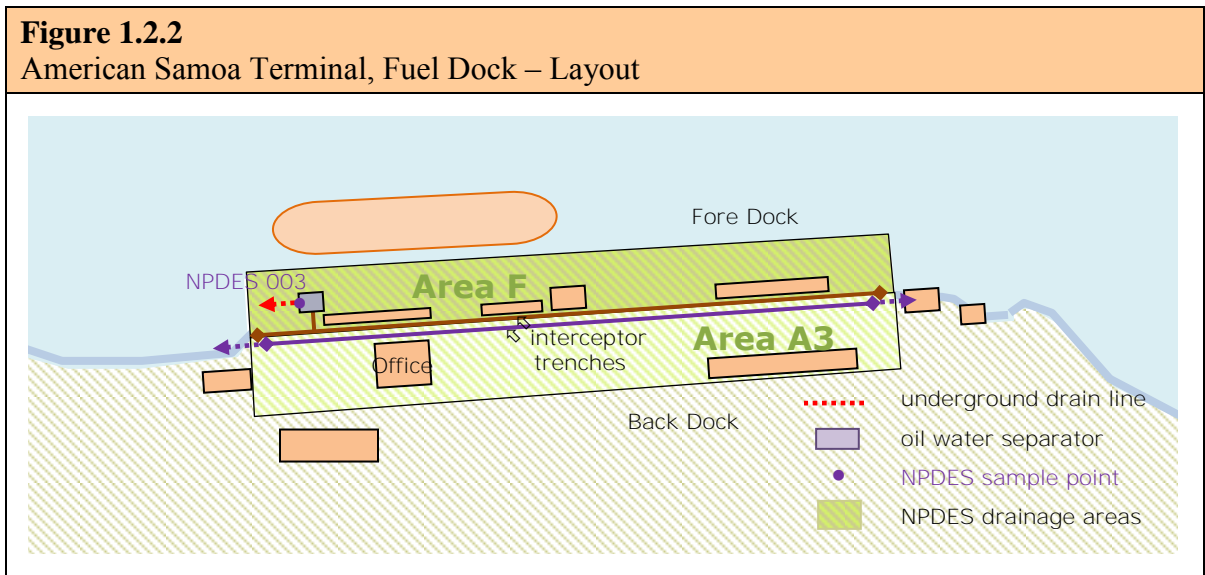 Figure 1.2.2
American Samoa Terminal, Fuel Dock – Layout
Fore Dock
NPDES 003
Area F
interceptor
trenches
Area A3
Office
Back Dock
underground drain line
oil water separator
NPDES sample point
NPDES drainage areas